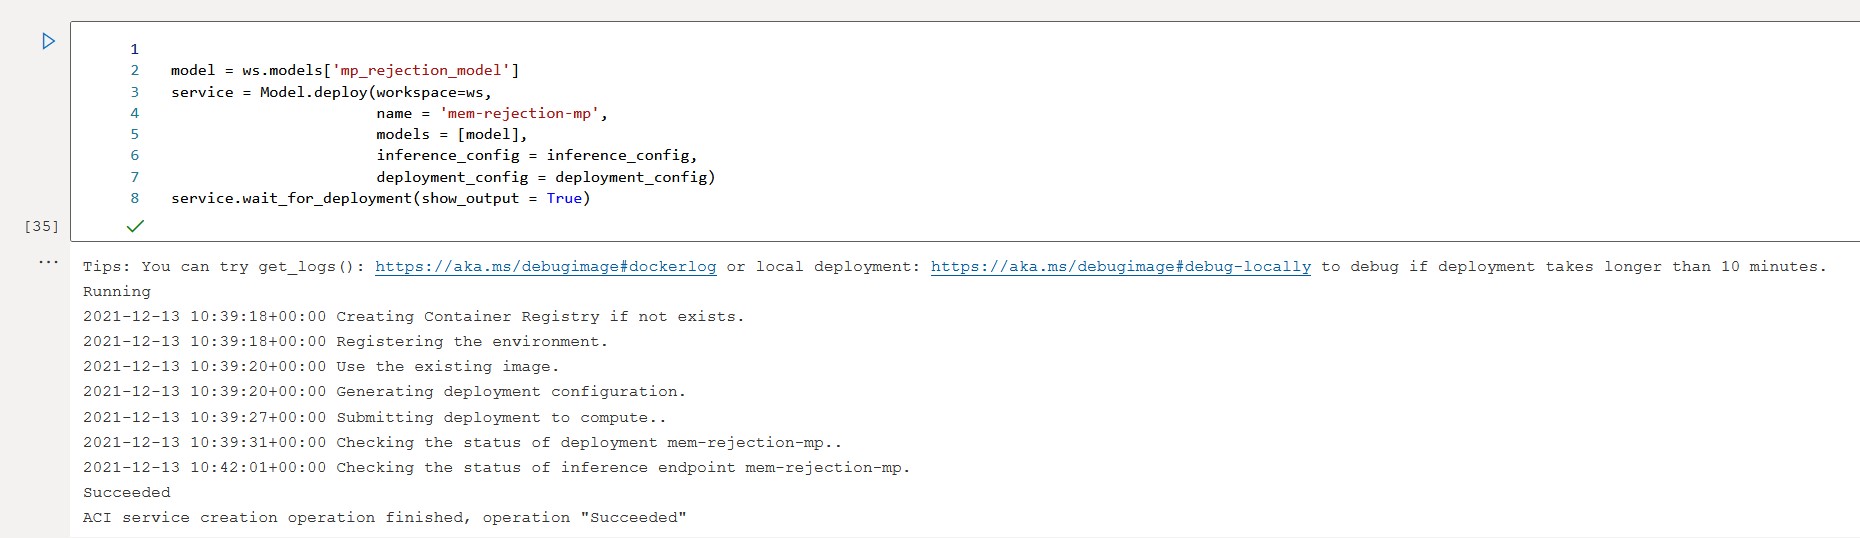 1
2 model = ws.models['mp_rejection_model']
3 service = Model.deploy(workspace=ws,
4 name = 'mem-rejection-mp',
5 models = [model],
6 inference_config = inference_config,
7 deployment_config = deployment_config)
8 service.wait_for_deployment(show_output = True)
[35]
...
Tips: You can try get_logs(): https://aka.ms/debugimage#dockerlog or local deployment: https://aka.ms/debugimage#debug-locally to debug if deployment takes longer than 10 minutes.
Running
2021-12-13 10:39:18+00:00 Creating Container Registry if not exists.
2021-12-13 10:39:18+00:00 Registering the environment.
2021-12-13 10:39:20+00:00 Use the existing image.
2021-12-13 10:39:20+00:00 Generating deployment configuration.
2021-12-13 10:39:27+00:00 Submitting deployment to compute..
2021-12-13 10:39:31+00:00 Checking the status of deployment mem-rejection-mp..
2021-12-13 10:42:01+00:00 Checking the status of inference endpoint mem-rejection-mp.
Succeeded
ACI service creation operation finished, operation "Succeeded"